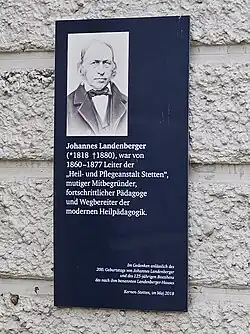 Johannes Landenberger
(*1818 †1880), war von
1860–1877 Leiter der
„Heil- und Pflegeanstalt Stetten“,
mutiger Mitbegründer,
fortschrittlicher Pädagoge
und Wegbereiter der
modernen Heilpädagogik.
Im Gedenken anlässlich des
200. Geburtstags von Johannes Landenberger
und des 125-jährigen Bestehens
des nach ihm benannten Landenberger-Hauses
Kernen-Stetten, im Mai 2018